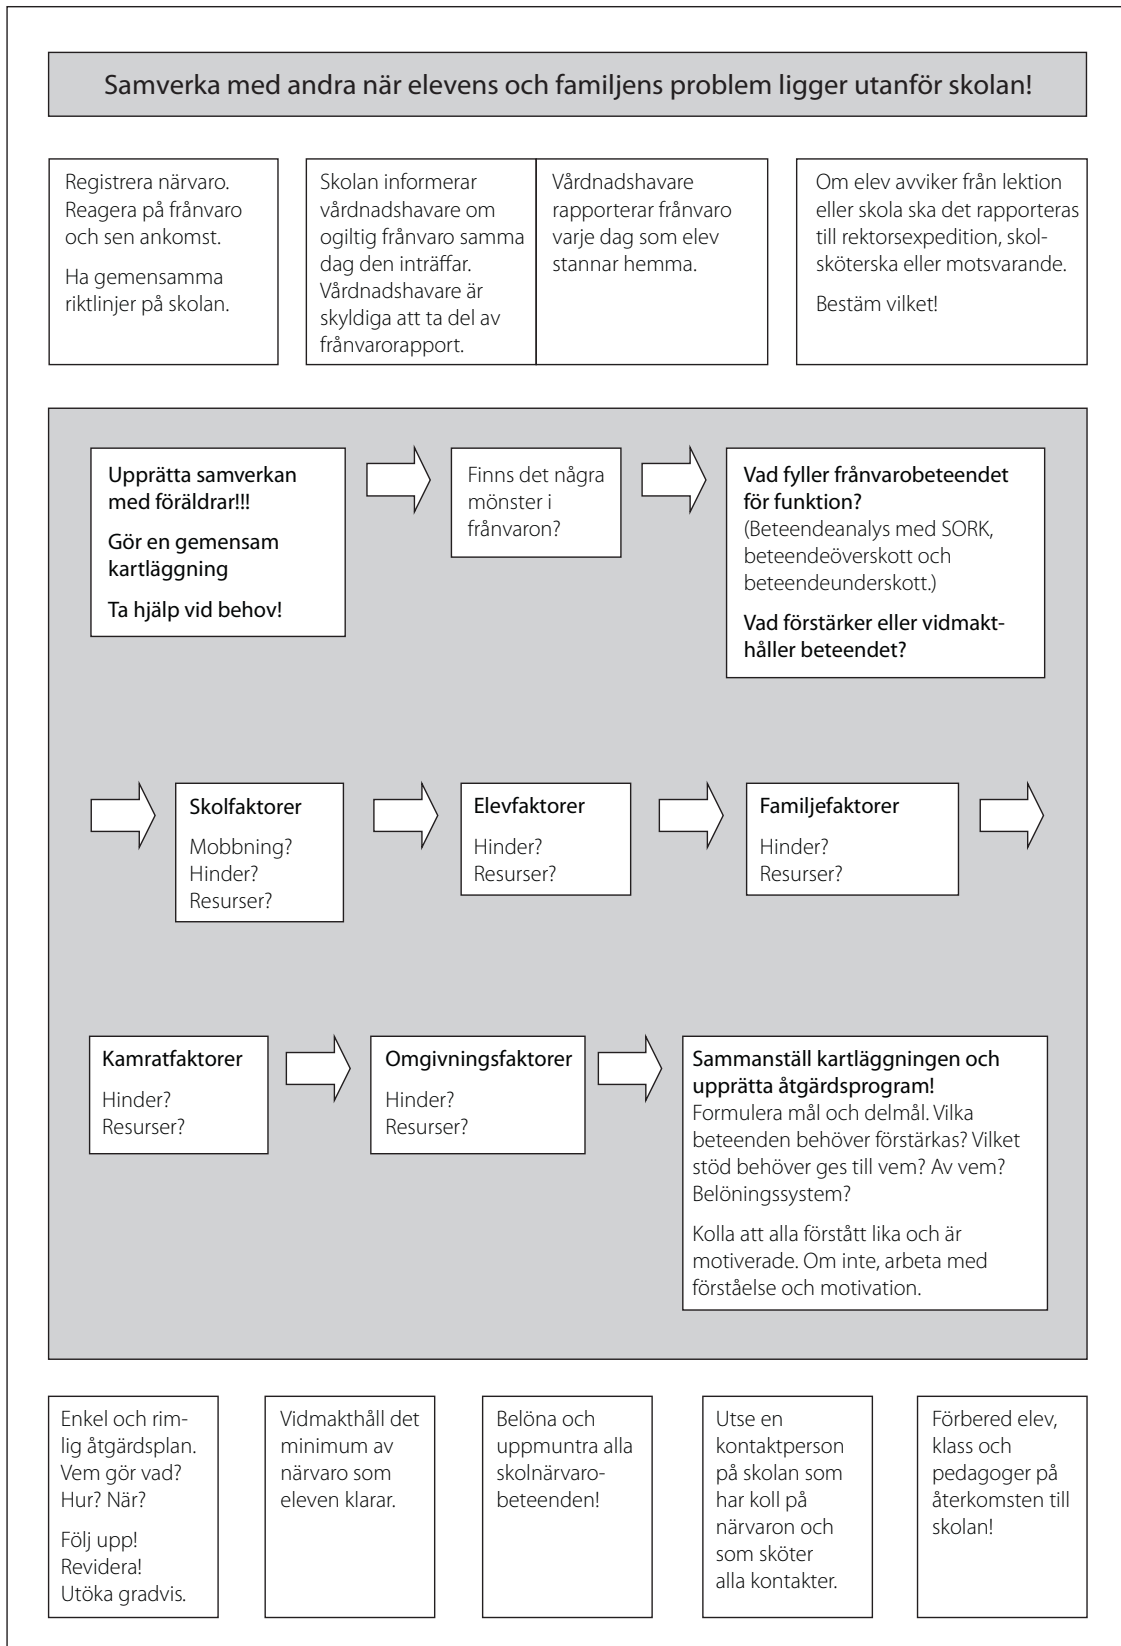 Samverka med andra när elevens och familjens problem ligger utanför skolan!
Registrera närvaro.
Reagera på frånvaro
och sen ankomst.
Ha gemensamma
riktlinjer på skolan.
Skolan informerar
vårdnadshavare om
ogiltig frånvaro samma
dag den inträffar.
Vårdnadshavare är
skyldiga att ta del av
frånvarorapport.
Vårdnadshavare
rapporterar frånvaro
varje dag som elev
stannar hemma.
Om elev avviker från lektion
eller skola ska det rapporteras
till rektorsexpedition, skol-
sköterska eller motsvarande.
Bestäm vilket!
Upprätta samverkan
med föräldrar!!!
Gör en gemensam
kartläggning
Ta hjälp vid behov!
Finns det några
mönster i
frånvaron?
Vad fyller frånvarobeteendet
för funktion?
(Beteendeanalys med SORK,
beteendeöverskott och
beteendeunderskott.)
Vad förstärker eller vidmakt-
håller beteendet?
Skolfaktorer
Mobbning?
Hinder?
Resurser?
Elevfaktorer
Hinder?
Resurser?
Familjefaktorer
Hinder?
Resurser?
Kamratfaktorer
Hinder?
Resurser?
Omgivningsfaktorer
Hinder?
Resurser?
Sammanställ kartläggningen och
upprätta åtgärdsprogram!
Formulera mål och delmål. Vilka
beteenden behöver förstärkas? Vilket
stöd behöver ges till vem? Av vem?
Belöningssystem?
Kolla att alla förstått lika och är
motiverade. Om inte, arbeta med
förståelse och motivation.
Enkel och rim-
lig åtgärdsplan.
Vem gör vad?
Hur? När?
Följ upp!
Revidera!
Utöka gradvis.
Vidmakthåll det
minimum av
närvaro som
eleven klarar.
Belöna och
uppmuntra alla
skolnärvaro-
beteenden!
Utse en
kontaktperson
på skolan som
har koll på
närvaron och
som sköter
alla kontakter.
Förbered elev,
klass och
pedagoger på
återkomsten till
skolan!